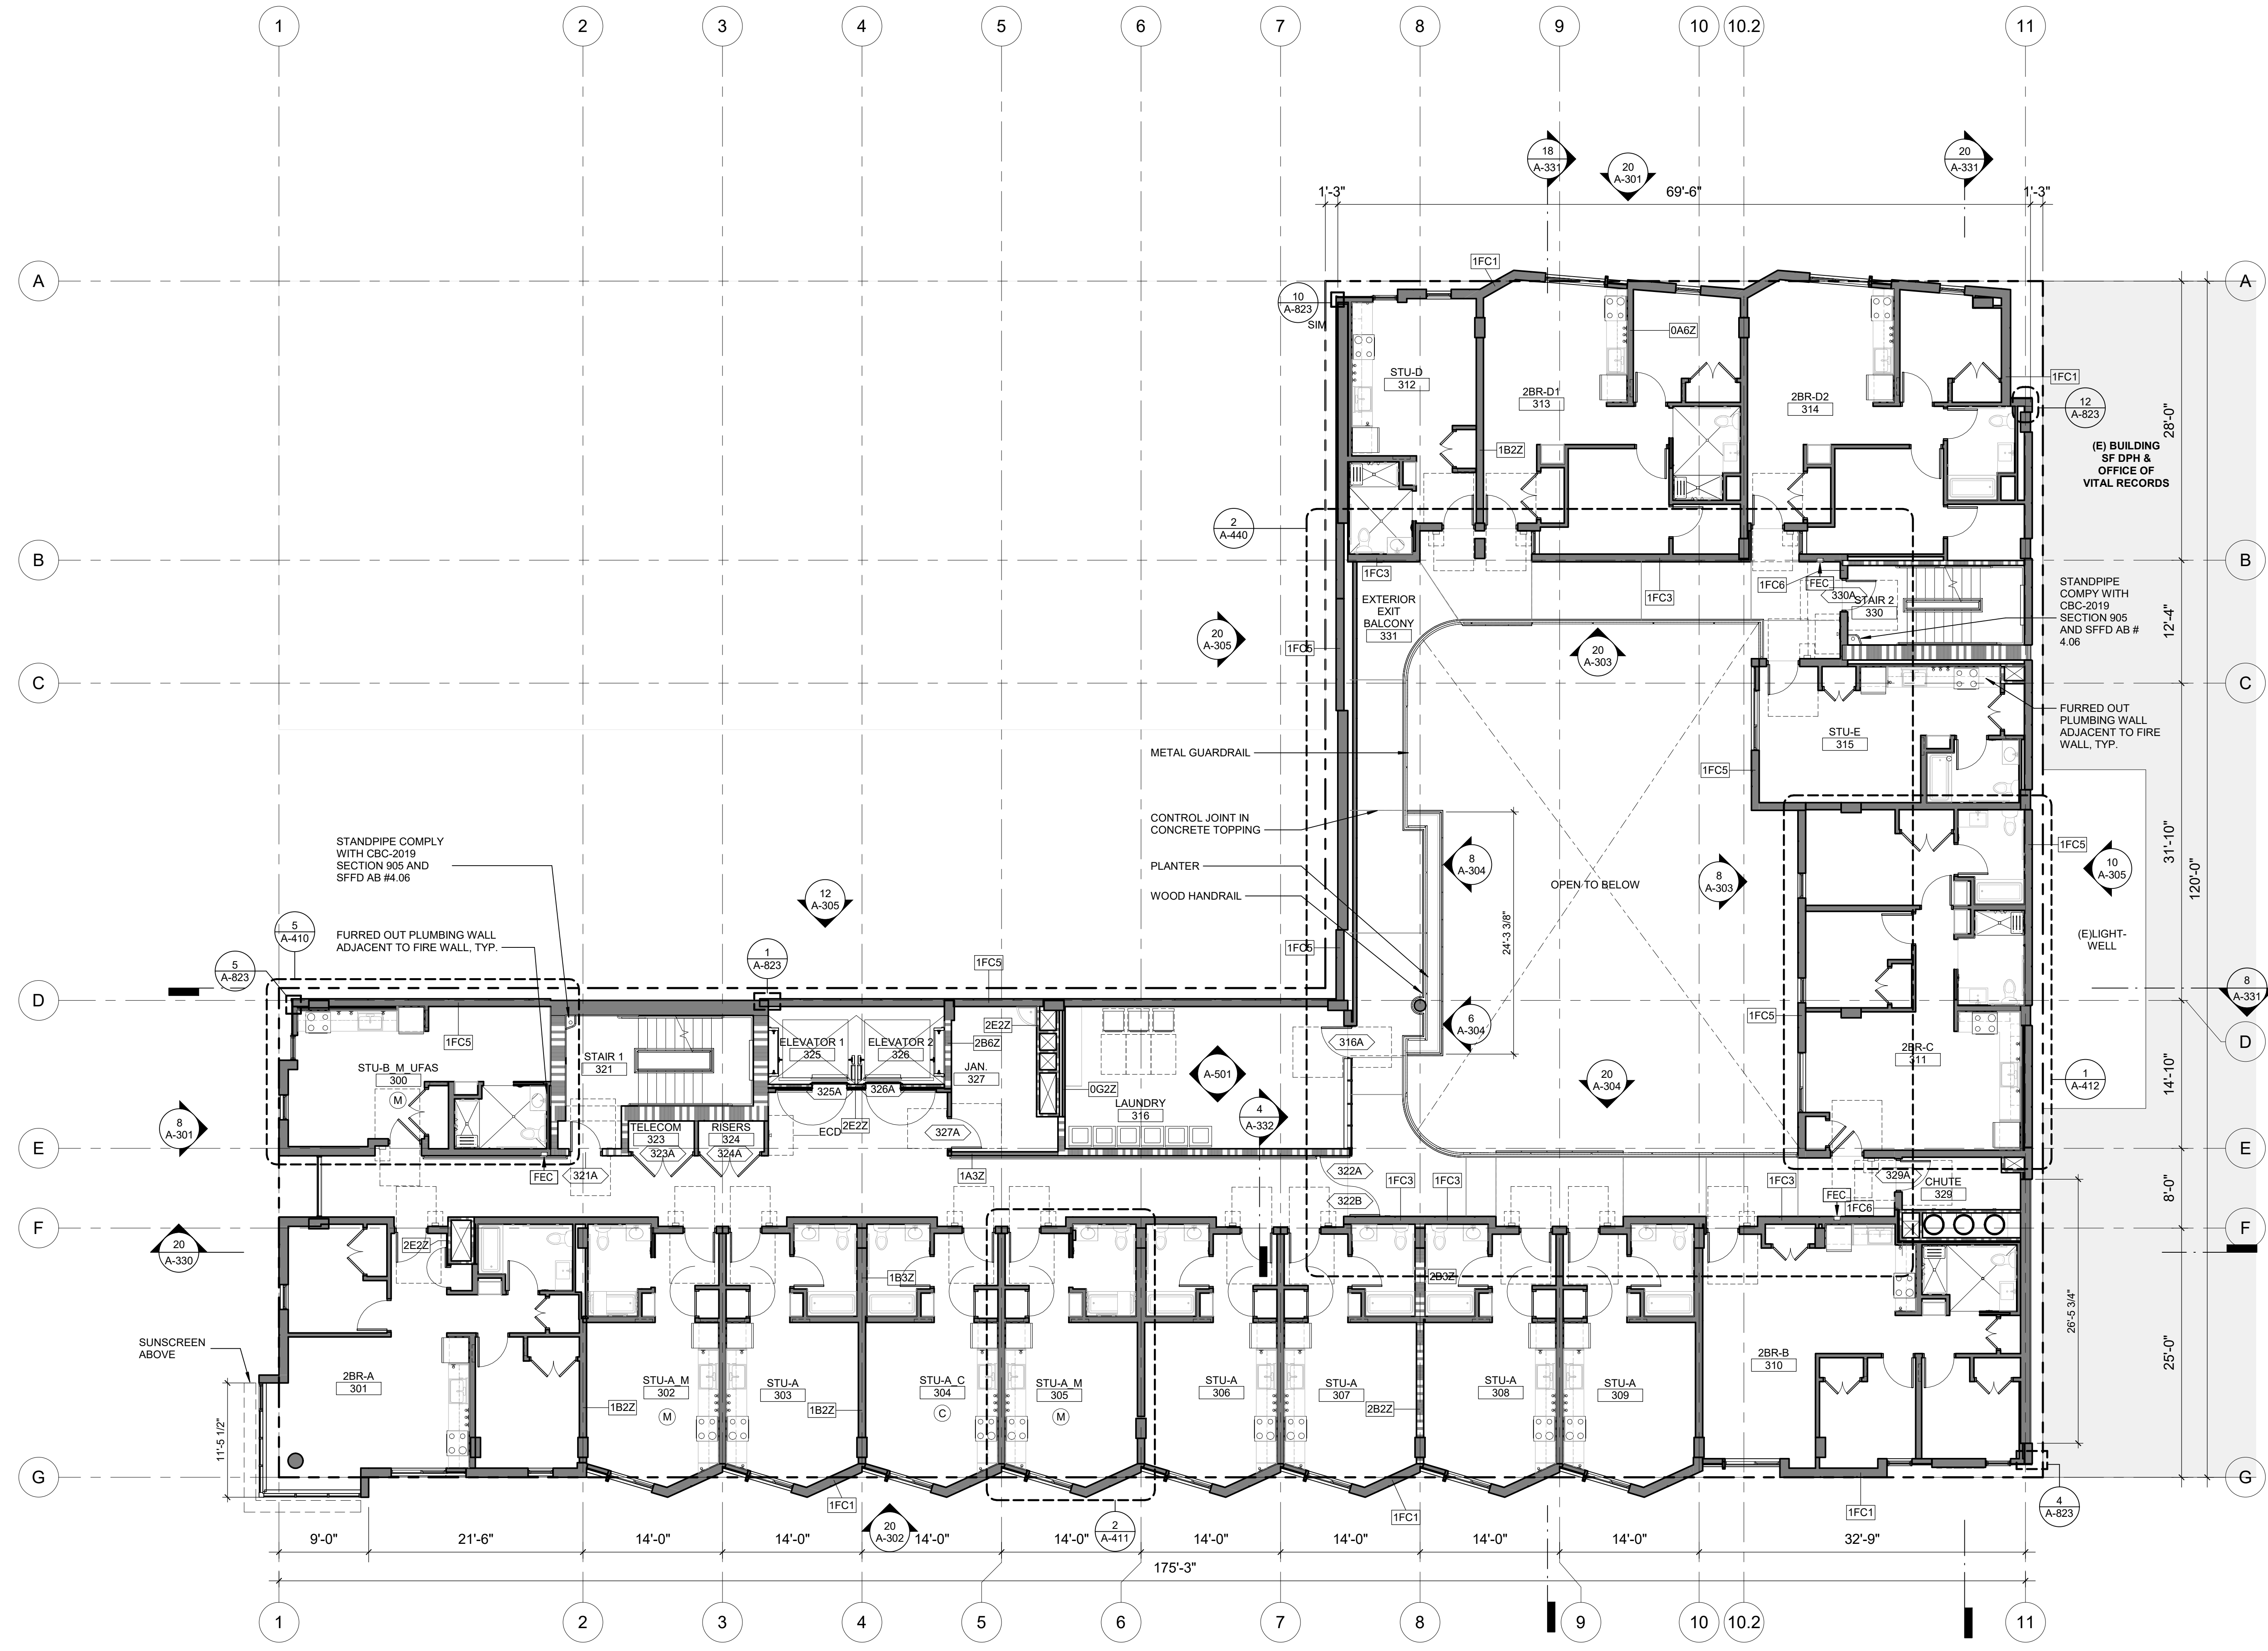 1
2
3
4
5
6
7
8
9
10
10.2
11
18
A-331
20
A-301
20
A-331
1'-3"
69'-6"
1'-3"
A
A
1FC1
10
A-823
SIM
0A6Z
STU-D
312
2BR-D1
313
2BR-D2
314
1FC1
12
A-823
28'-0"
(E) BUILDING
SF DPH &
OFFICE OF
VITAL RECORDS
1B2Z
2
A-440
B
B
1FC3
1FC3
1FC6
FEC
330A
STAIR 2
330
STANDPIPE
COMPY WITH
CBC-2019
SECTION 905
AND SFFD AB #
4.06
EXTERIOR
EXIT
BALCONY
331
12'-4"
20
A-305
1FC5
20
A-303
C
C
FURRED OUT
PLUMBING WALL
ADJACENT TO FIRE
WALL, TYP.
STU-E
315
METAL GUARDRAIL
1FC5
CONTROL JOINT IN
CONCRETE TOPPING
PLANTER
WOOD HANDRAIL
8
A-304
24'-3 3/8"
OPEN TO BELOW
8
A-303
1FC5
10
A-305
31'-10"
120'-0"
(E)LIGHT-
WELL
STANDPIPE COMPLY
WITH CBC-2019
SECTION 905 AND
SFFD AB #4.06
12
A-305
5
A-410
FURRED OUT PLUMBING WALL
ADJACENT TO FIRE WALL, TYP.
5
A-823
1
A-823
1FC5
1FC5
8
A-331
D
D
1FC5
STU-B_M_UFAS
300
M
STAIR 1
321
ELEVATOR 1
325
ELEVATOR 2
326
2E2Z
2B6Z
JAN.
327
0G2Z
A-501
LAUNDRY
316
316A
6
A-304
20
A-304
1FC5
2BR-C
311
1
A-412
14'-10"
8
A-301
325A
326A
2E2Z
ECD
327A
4
A-332
TELECOM
323
323A
RISERS
324
324A
E
E
FEC
321A
1A3Z
322A
322B
1FC3
1FC3
1FC3
FEC
1FC6
329A
CHUTE
329
8'-0"
F
F
20
A-330
2E2Z
1B3Z
2B3Z
SUNSCREEN
ABOVE
2BR-A
301
STU-A_M
302
M
STU-A
303
STU-A_C
304
C
STU-A_M
305
M
STU-A
306
STU-A
307
STU-A
308
STU-A
309
2BR-B
310
26'-5 3/4"
25'-0"
11'-5 1/2"
1B2Z
1B2Z
2B2Z
G
G
1FC1
20
A-302
2
A-411
1FC1
1FC1
4
A-823
9'-0"
21'-6"
14'-0"
14'-0"
14'-0"
14'-0"
14'-0"
14'-0"
14'-0"
14'-0"
32'-9"
175'-3"
1
2
3
4
5
6
7
8
9
10
10.2
11